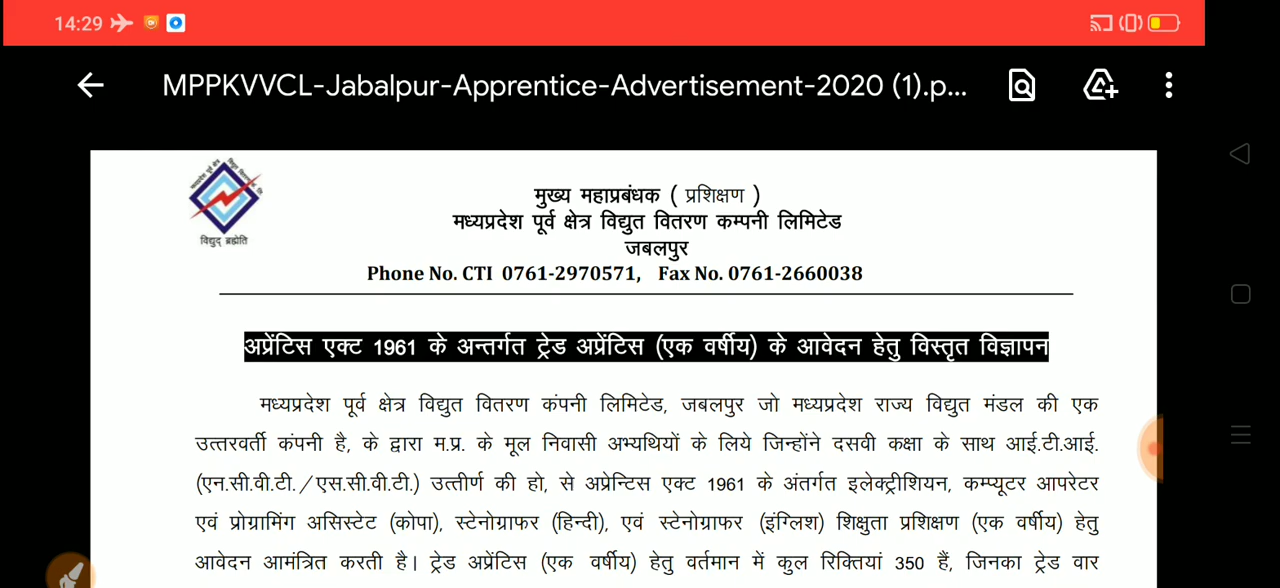 14:29
MPPKVVCL-Jabalpur-Apprentice-Advertisement-2020 (1).p...
मुख्य महाप्रबंधक ( प्रशिक्षण )
मध्यप्रदेश पूर्व क्षेत्र विद्युत वितरण कम्पनी लिमिटेड
जबलपुर
Phone No. CTI 0761-2970571, Fax No. 0761-2660038
अप्रेंटिस एक्ट 1961 के अन्तर्गत ट्रेड अप्रेंटिस (एक वर्षीय) के आवेदन हेतु विस्तृत विज्ञापन
मध्यप्रदेश पूर्व क्षेत्र विद्युत वितरण कंपनी लिमिटेड, जबलपुर जो मध्यप्रदेश राज्य विद्युत मंडल की एक
उत्तरवर्ती कंपनी है, के द्वारा म.प्र. के मूल निवासी अभ्यथियों के लिये जिन्होंने दसवी कक्षा के साथ आई.टी.आई.
(एन.सी.वी.टी./एस.सी.वी.टी.) उत्तीर्ण की हो, से अप्रेन्टिस एक्ट 1961 के अंतर्गत इलेक्ट्रीशियन, कम्प्यूटर आपरेटर
एवं प्रोग्रामिंग असिस्टेट (कोपा), स्टेनोग्राफर (हिन्दी), एवं स्टेनोग्राफर (इंग्लिश) शिक्षुता प्रशिक्षण (एक वर्षीय) हेतु
आवेदन आमंत्रित करती है। ट्रेड अप्रेंटिस (एक वर्षीय) हेतु वर्तमान में कुल रिक्तियां 350 हैं, जिनका ट्रेड वार